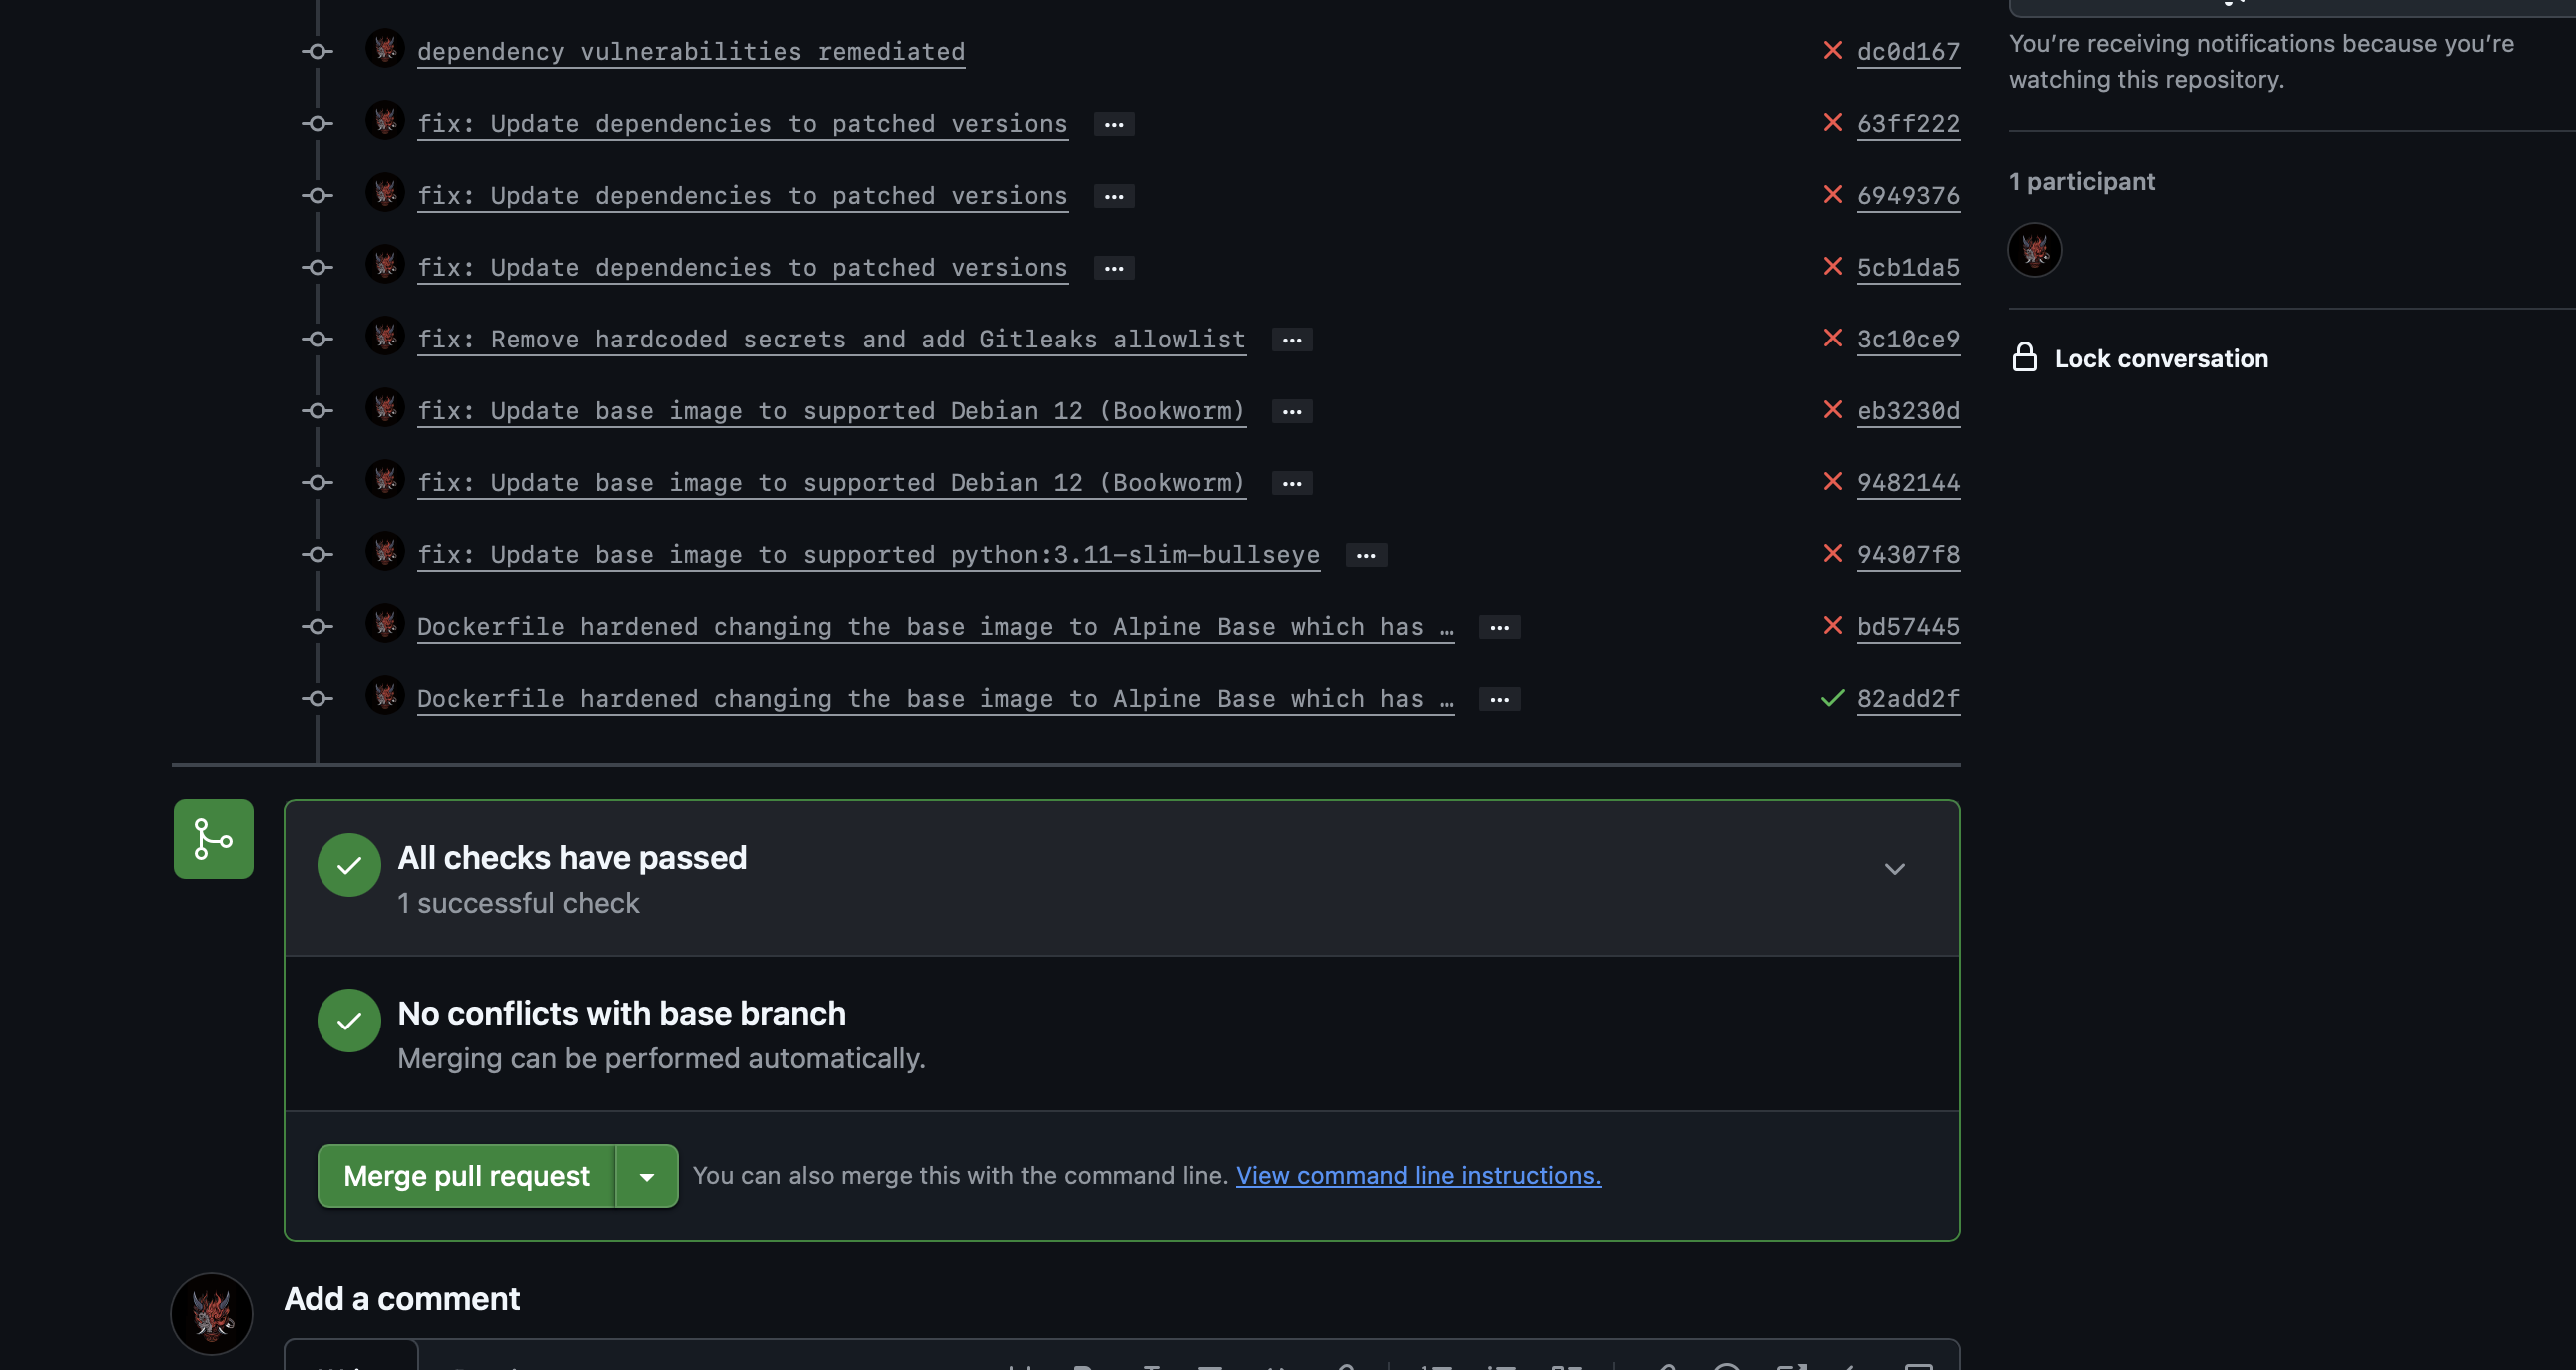 dependency vulnerabilities remediated dc0d167
fix: Update dependencies to patched versions ... 63ff222
fix: Update dependencies to patched versions ... 6949376
fix: Update dependencies to patched versions ... 5cb1da5
fix: Remove hardcoded secrets and add Gitleaks allowlist ... 3c10ce9
fix: Update base image to supported Debian 12 (Bookworm) ... eb3230d
fix: Update base image to supported Debian 12 (Bookworm) ... 9482144
fix: Update base image to supported python:3.11-slim-bullseye ... 94307f8
Dockerfile hardened changing the base image to Alpine Base which has … ... bd57445
Dockerfile hardened changing the base image to Alpine Base which has … ... 82add2f
All checks have passed
1 successful check
No conflicts with base branch
Merging can be performed automatically.
Merge pull request
You can also merge this with the command line. View command line instructions.
Add a comment
You’re receiving notifications because you’re
watching this repository.
1 participant
Lock conversation